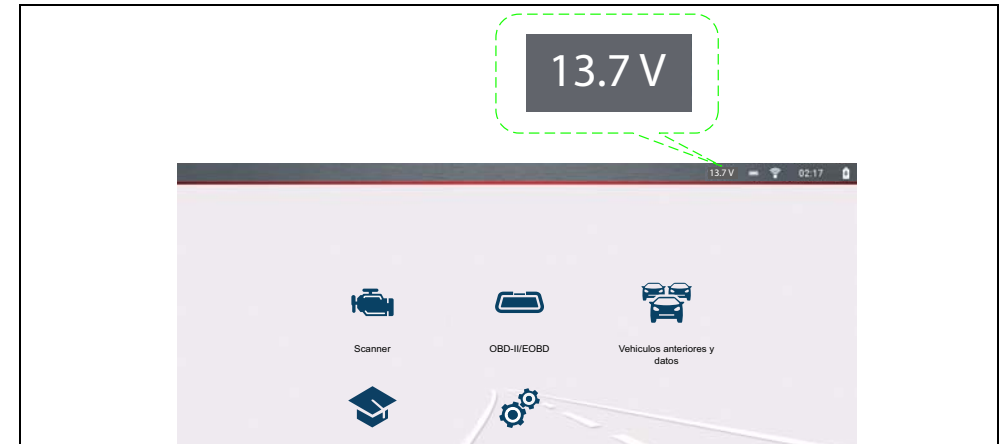 13.7 V
13.7 V
02:17
Scanner
OBD-II/EOBD
Vehiculos anteriores y
datos